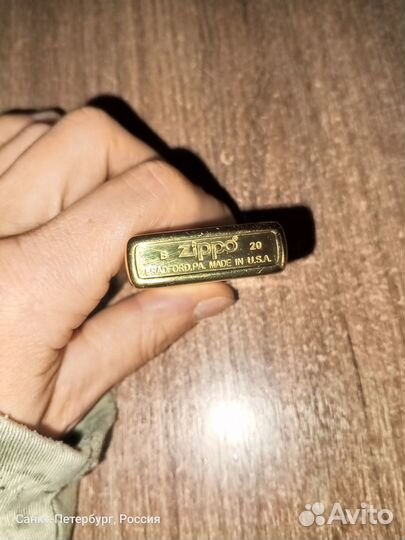 B zippo 20
BRADFORD, PA. MADE IN U.S.A.
Санкт-Петербург, Россия
Avito